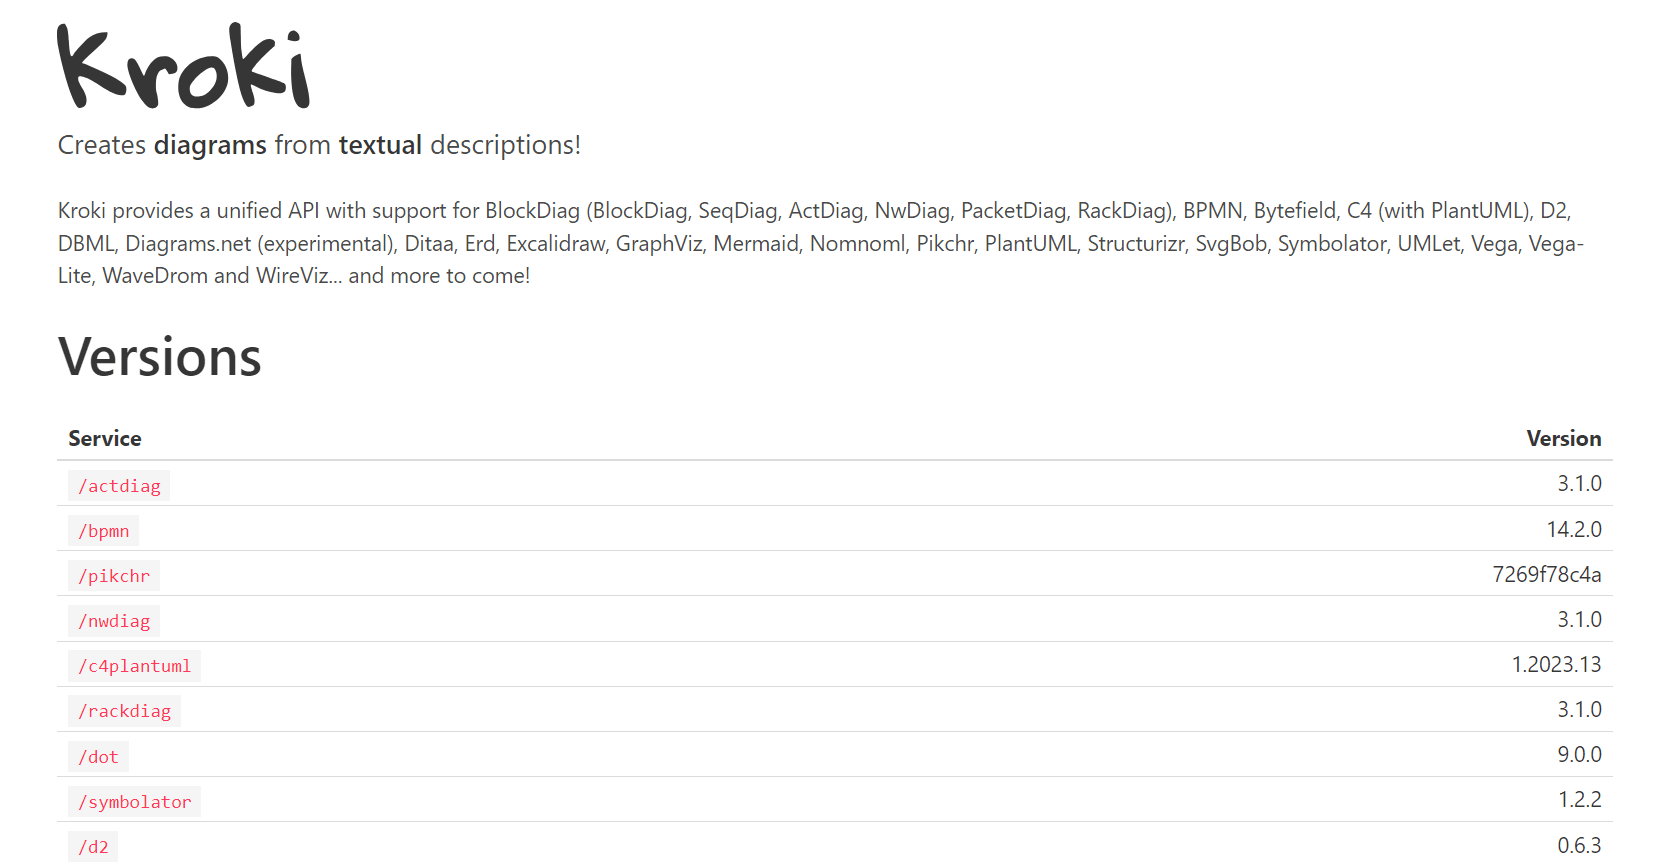 Kroki
Creates diagrams from textual descriptions!
Kroki provides a unified API with support for BlockDiag (BlockDiag, SeqDiag, ActDiag, NwDiag, PacketDiag, RackDiag), BPMN, Bytefield, C4 (with PlantUML), D2,
DBML, Diagrams.net (experimental), Ditaa, Erd, Excalidraw, GraphViz, Mermaid, Nomnoml, Pikchr, PlantUML, Structurizr, SvgBob, Symbolator, UMLet, Vega, Vega-
Lite, WaveDrom and WireViz... and more to come!
Versions
Service Version
/actdiag 3.1.0
/bpmn 14.2.0
/pikchr 7269f78c4a
/nwdiag 3.1.0
/c4plantuml 1.2023.13
/rackdiag 3.1.0
/dot 9.0.0
/symbolator 1.2.2
/d2 0.6.3